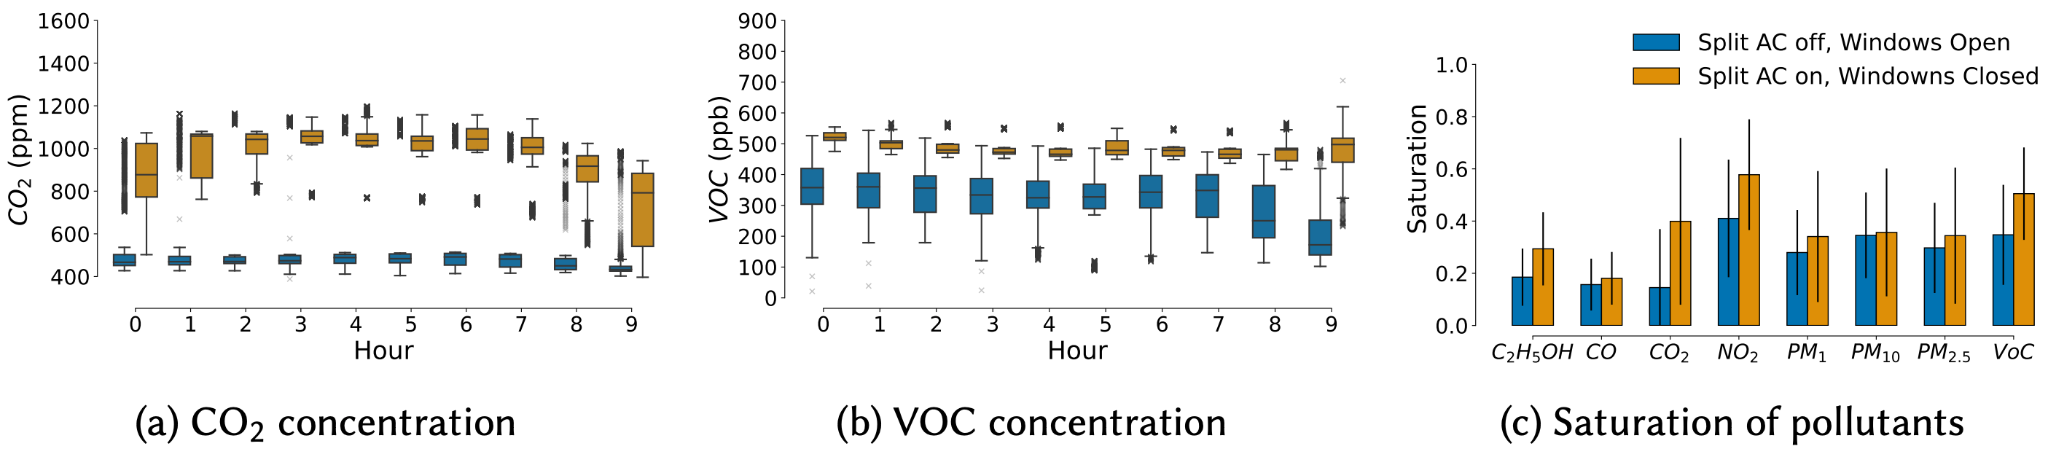 1600
1400
1200
1000
800
600
400
CO2 (ppm)
0 1 2 3 4 5 6 7 8 9
Hour
(a) CO2 concentration
900
800
700
600
500
400
300
200
100
0
VOC (ppb)
0 1 2 3 4 5 6 7 8 9
Hour
(b) VOC concentration
Split AC off, Windows Open
Split AC on, Windowns Closed
1.0
0.8
0.6
0.4
0.2
0.0
Saturation
C2H5OH CO CO2 NO2 PM1 PM10 PM2.5 VoC
(c) Saturation of pollutants